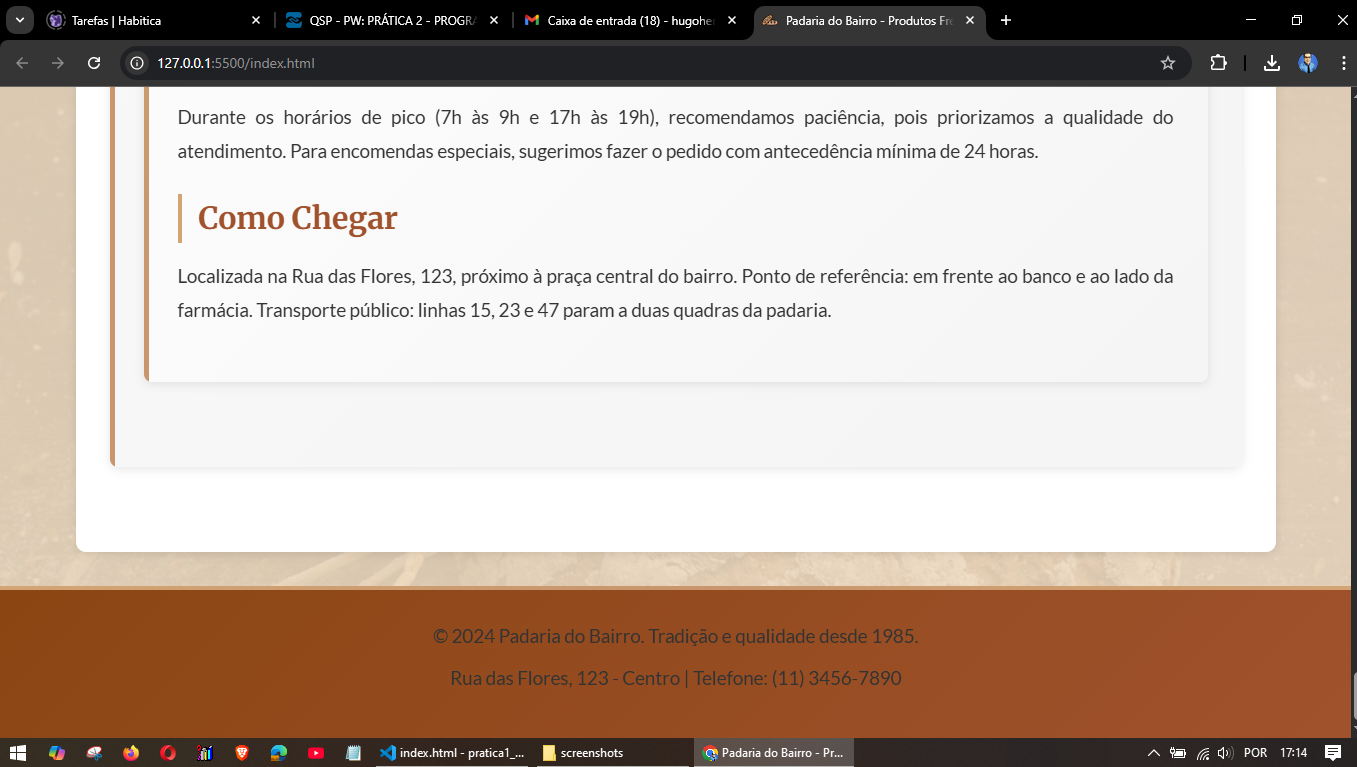 Tarefas | Habitica
QSP - PW: PRÁTICA 2 - PROGRA
Caixa de entrada (18) - hugoher
Padaria do Bairro - Produtos Fre
127.0.0.1:5500/index.html
Durante os horários de pico (7h às 9h e 17h às 19h), recomendamos paciência, pois priorizamos a qualidade do
atendimento. Para encomendas especiais, sugerimos fazer o pedido com antecedência mínima de 24 horas.
Como Chegar
Localizada na Rua das Flores, 123, próximo à praça central do bairro. Ponto de referência: em frente ao banco e ao lado da
farmácia. Transporte público: linhas 15, 23 e 47 param a duas quadras da padaria.
© 2024 Padaria do Bairro. Tradição e qualidade desde 1985.
Rua das Flores, 123 - Centro | Telefone: (11) 3456-7890
index.html - pratica1_...
screenshots
Padaria do Bairro - Pr...
POR
17:14